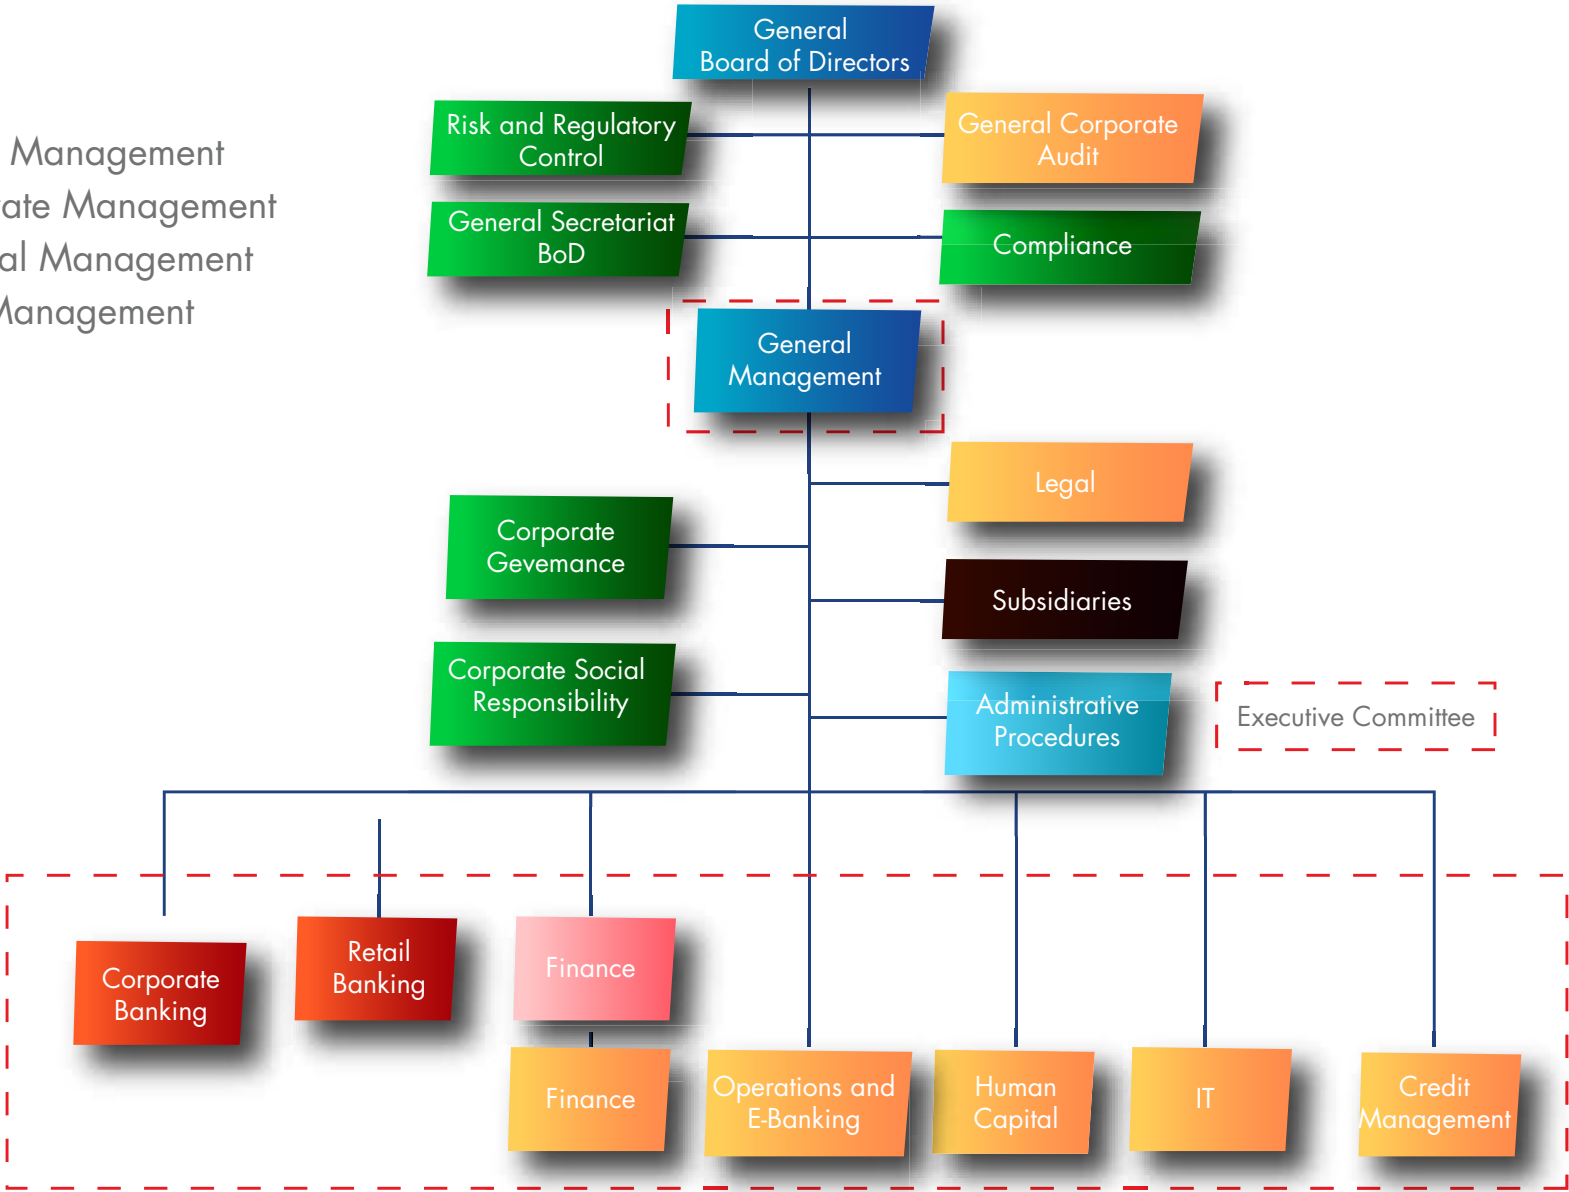 General
Board of Directors
Risk and Regulatory
Control
General Corporate
Audit
Management
ate Management
al Management
Management
General Secretariat
BoD
Compliance
General
Management
Legal
Corporate
Gevemance
Subsidiaries
Corporate Social
Responsibility
Administrative
Procedures
Executive Committee
Corporate
Banking
Retail
Banking
Finance
Finance
Operations and
E-Banking
Human
Capital
IT
Credit
Management